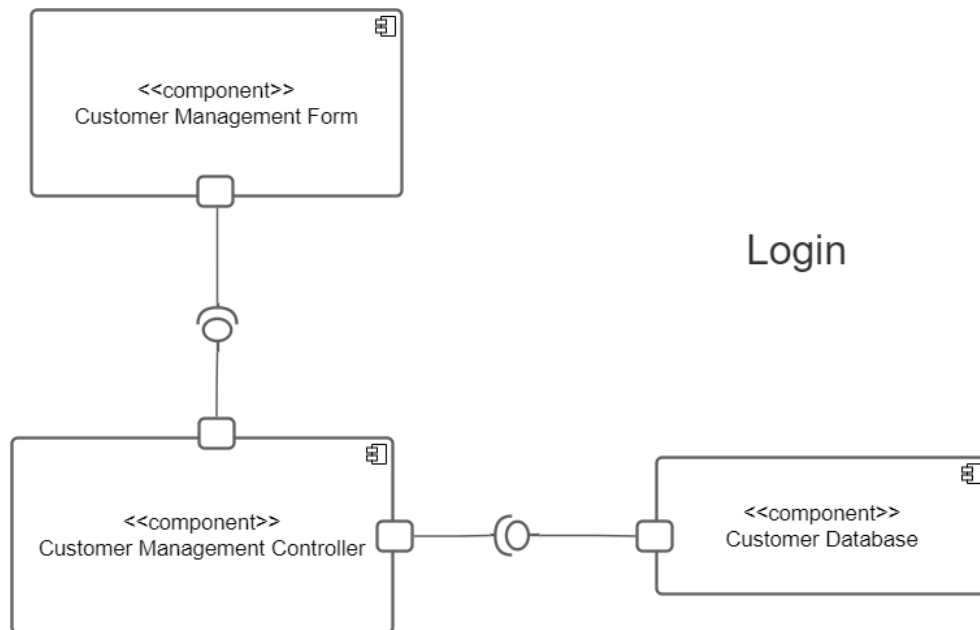 <<component>>
Customer Management Form
Login
<<component>>
Customer Management Controller
<<component>>
Customer Database